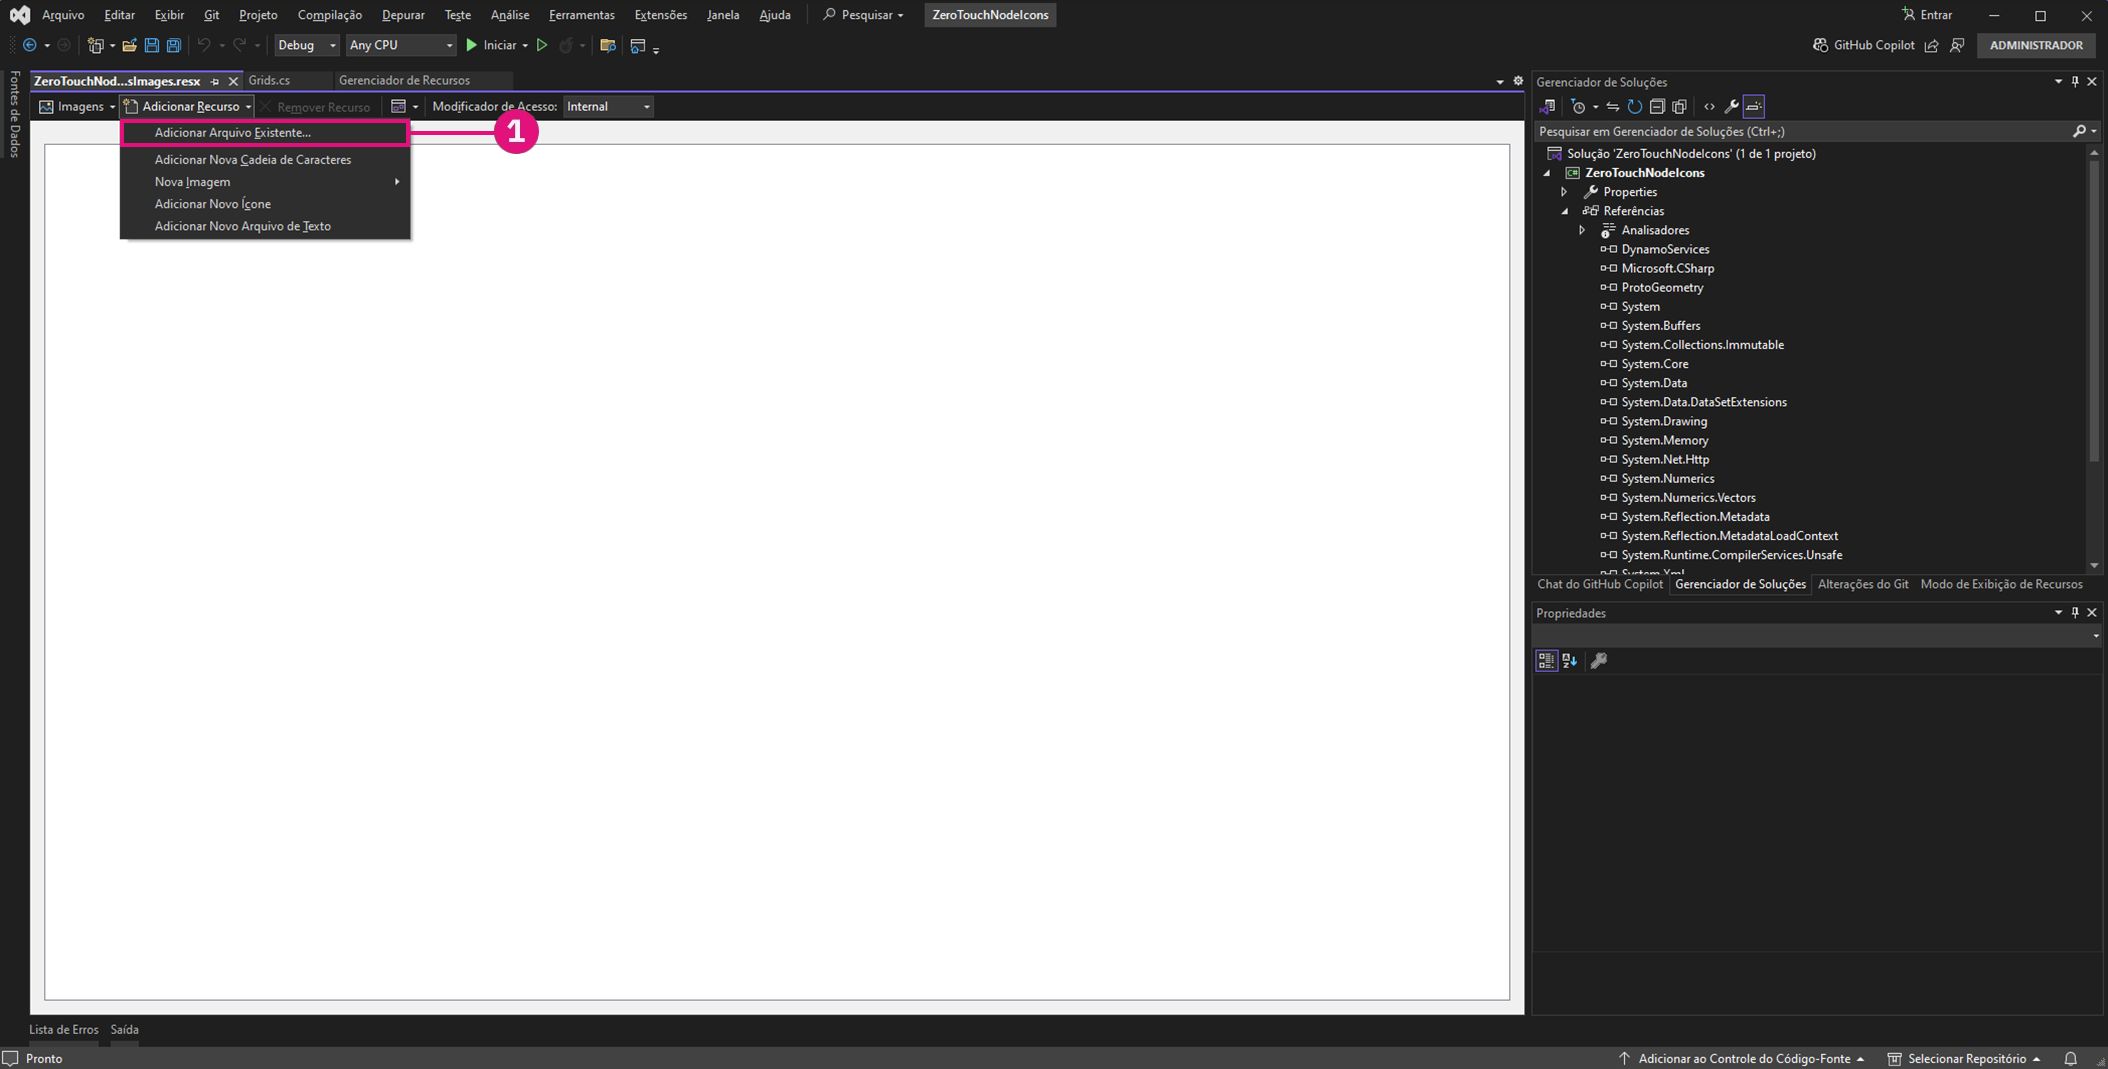 Arquivo Editar Exibir Git Projeto Compilação Depurar Teste Análise Ferramentas Extensões Janela Ajuda Pesquisar ZeroTouchNodeIcons Entrar
Debug Any CPU Iniciar GitHub Copilot ADMINISTRADOR
Fontes de Dados
ZeroTouchNod...sImages.resx Grids.cs Gerenciador de Recursos
Imagens Adicionar Recurso Remover Recurso Modificador de Acesso: Internal
Adicionar Arquivo Existente...
1
Adicionar Nova Cadeia de Caracteres
Nova Imagem
Adicionar Novo Ícone
Adicionar Novo Arquivo de Texto
Gerenciador de Soluções
Pesquisar em Gerenciador de Soluções (Ctrl+;)
Solução 'ZeroTouchNodeIcons' (1 de 1 projeto)
C# ZeroTouchNodeIcons
Properties
Referências
Analisadores
DynamoServices
Microsoft.CSharp
ProtoGeometry
System
System.Buffers
System.Collections.Immutable
System.Core
System.Data
System.Data.DataSetExtensions
System.Drawing
System.Memory
System.Net.Http
System.Numerics
System.Numerics.Vectors
System.Reflection.Metadata
System.Reflection.MetadataLoadContext
System.Runtime.CompilerServices.Unsafe
System.Xml
Chat do GitHub Copilot Gerenciador de Soluções Alterações do Git Modo de Exibição de Recursos
Propriedades
Lista de Erros Saída
Pronto Adicionar ao Controle do Código-Fonte Selecionar Repositório